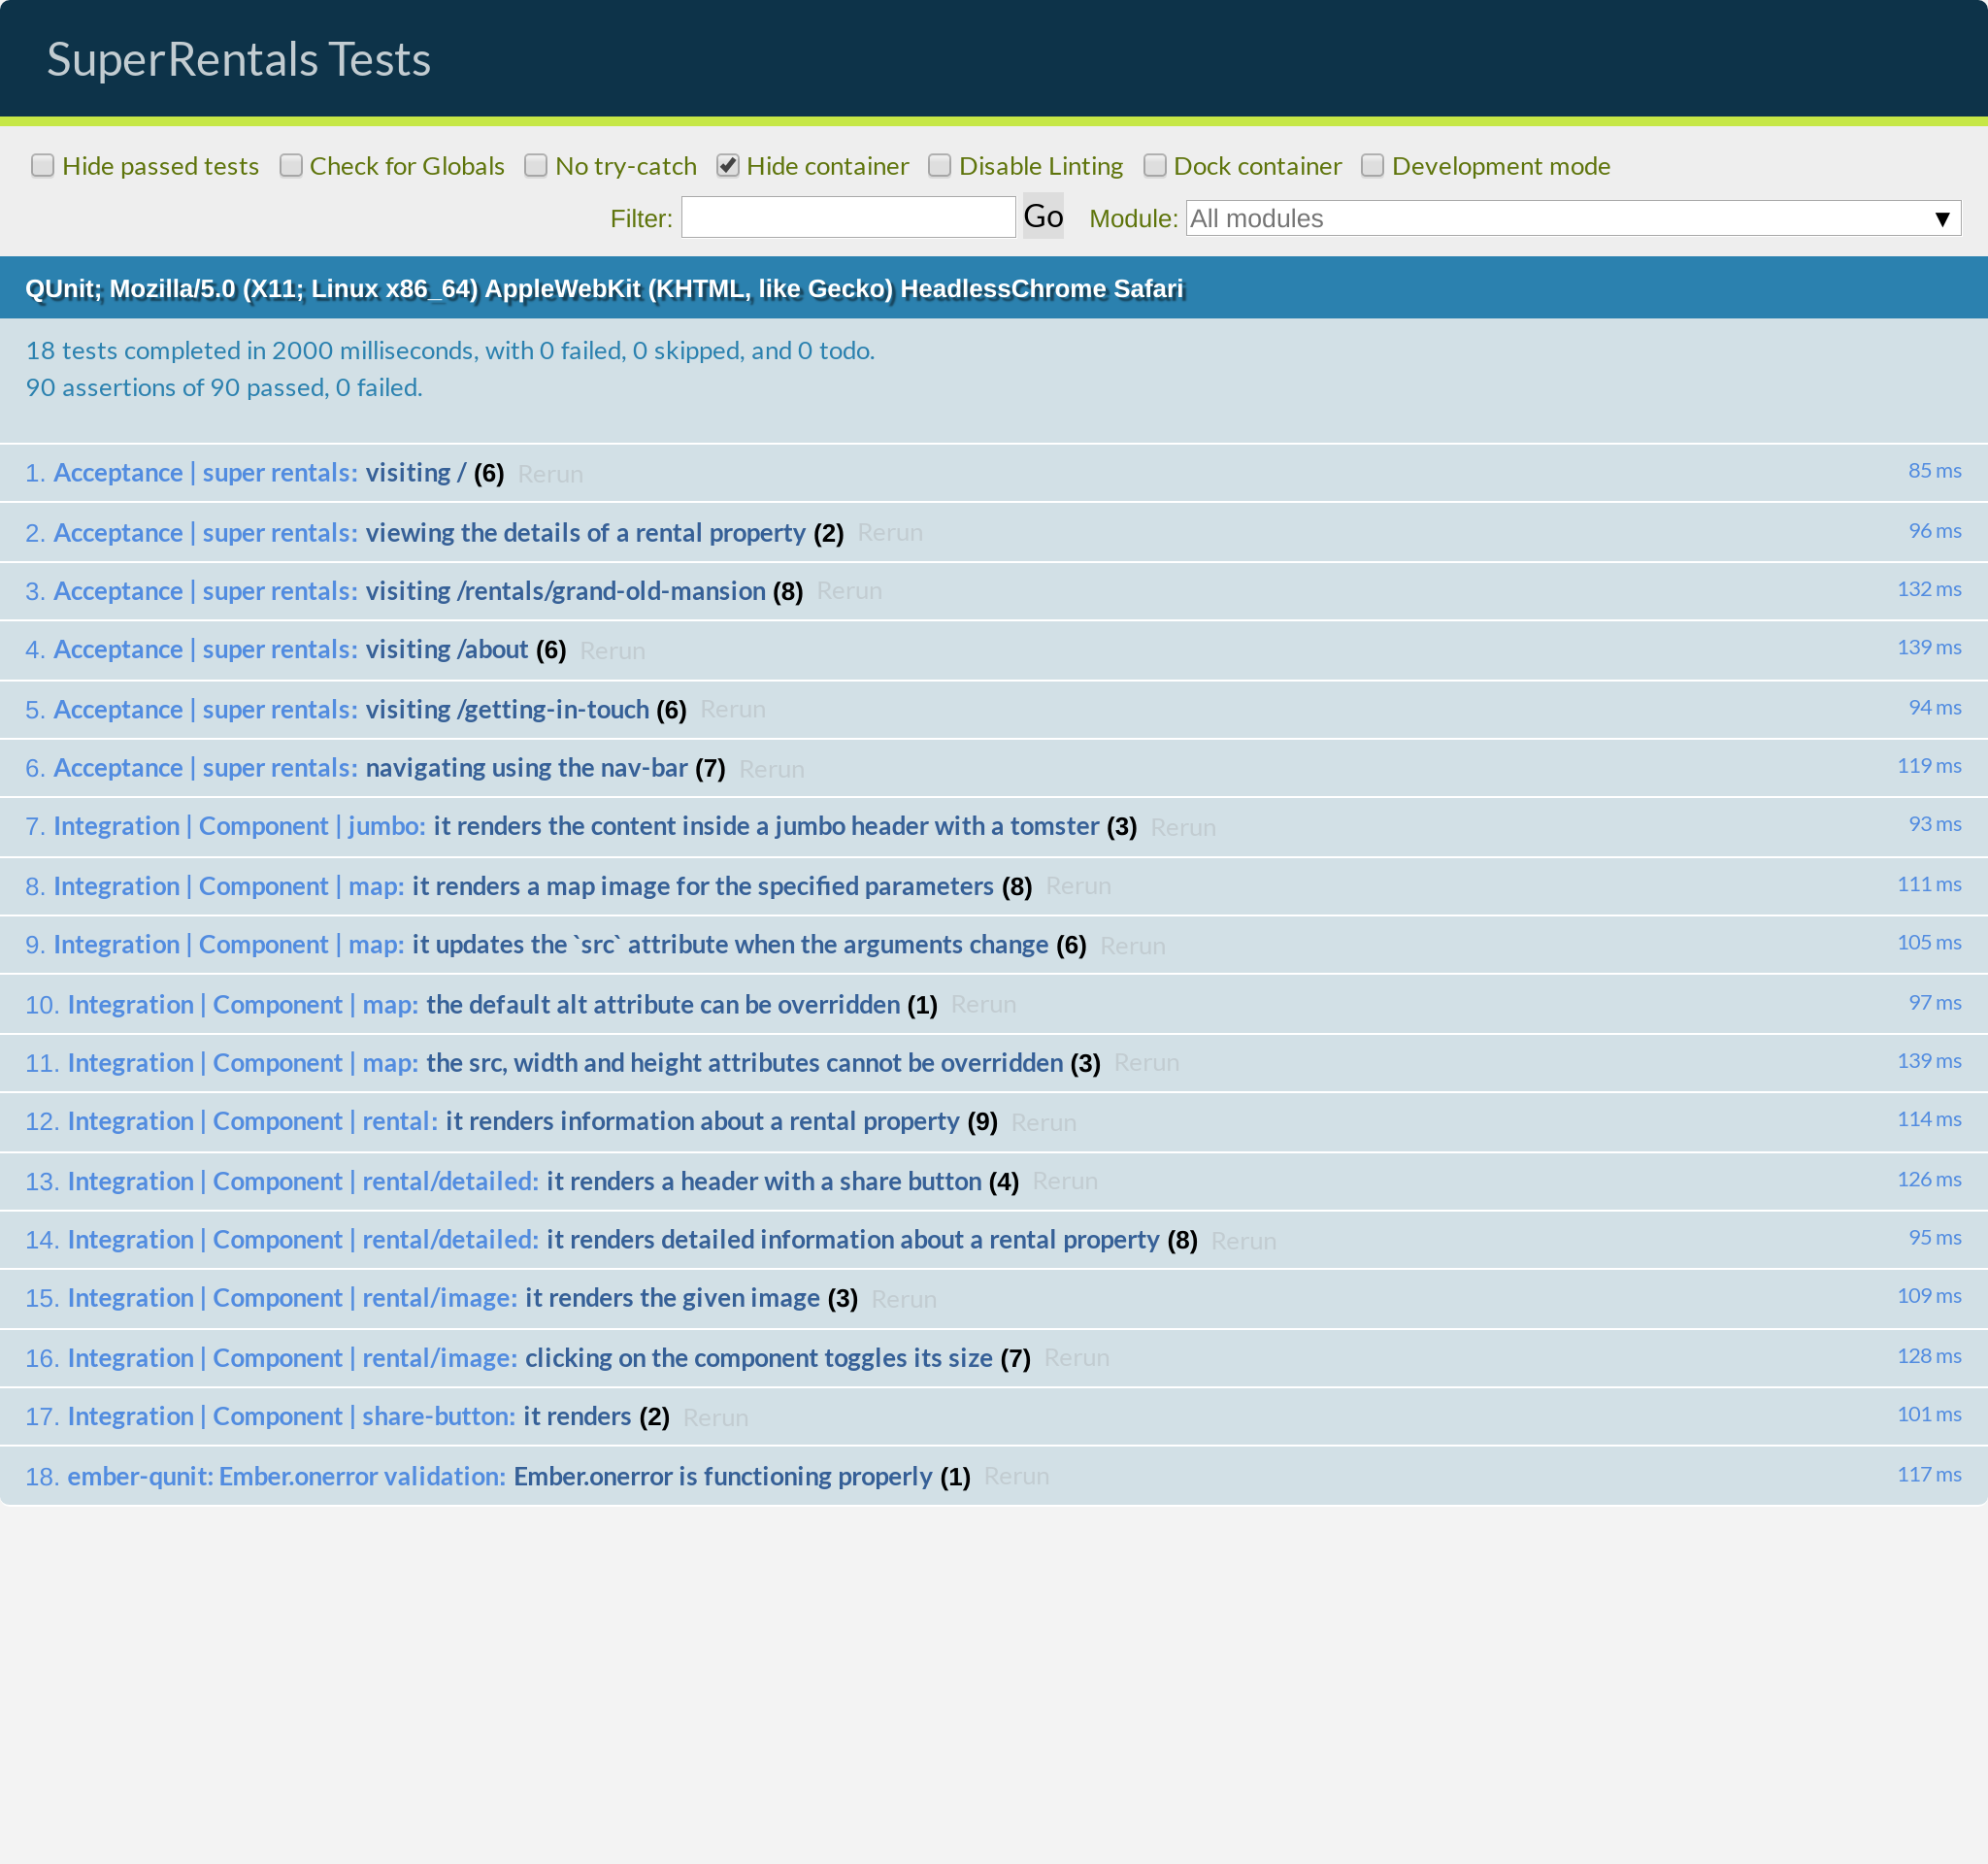 SuperRentals Tests
Hide passed tests Check for Globals No try-catch Hide container Disable Linting Dock container Development mode
Filter: Go Module: All modules ▼
QUnit; Mozilla/5.0 (X11; Linux x86_64) AppleWebKit (KHTML, like Gecko) HeadlessChrome Safari
18 tests completed in 2000 milliseconds, with 0 failed, 0 skipped, and 0 todo.
90 assertions of 90 passed, 0 failed.
1. Acceptance | super rentals: visiting / (6) Rerun 85 ms
2. Acceptance | super rentals: viewing the details of a rental property (2) Rerun 96 ms
3. Acceptance | super rentals: visiting /rentals/grand-old-mansion (8) Rerun 132 ms
4. Acceptance | super rentals: visiting /about (6) Rerun 139 ms
5. Acceptance | super rentals: visiting /getting-in-touch (6) Rerun 94 ms
6. Acceptance | super rentals: navigating using the nav-bar (7) Rerun 119 ms
7. Integration | Component | jumbo: it renders the content inside a jumbo header with a tomster (3) Rerun 93 ms
8. Integration | Component | map: it renders a map image for the specified parameters (8) Rerun 111 ms
9. Integration | Component | map: it updates the `src` attribute when the arguments change (6) Rerun 105 ms
10. Integration | Component | map: the default alt attribute can be overridden (1) Rerun 97 ms
11. Integration | Component | map: the src, width and height attributes cannot be overridden (3) Rerun 139 ms
12. Integration | Component | rental: it renders information about a rental property (9) Rerun 114 ms
13. Integration | Component | rental/detailed: it renders a header with a share button (4) Rerun 126 ms
14. Integration | Component | rental/detailed: it renders detailed information about a rental property (8) Rerun 95 ms
15. Integration | Component | rental/image: it renders the given image (3) Rerun 109 ms
16. Integration | Component | rental/image: clicking on the component toggles its size (7) Rerun 128 ms
17. Integration | Component | share-button: it renders (2) Rerun 101 ms
18. ember-qunit: Ember.onerror validation: Ember.onerror is functioning properly (1) Rerun 117 ms